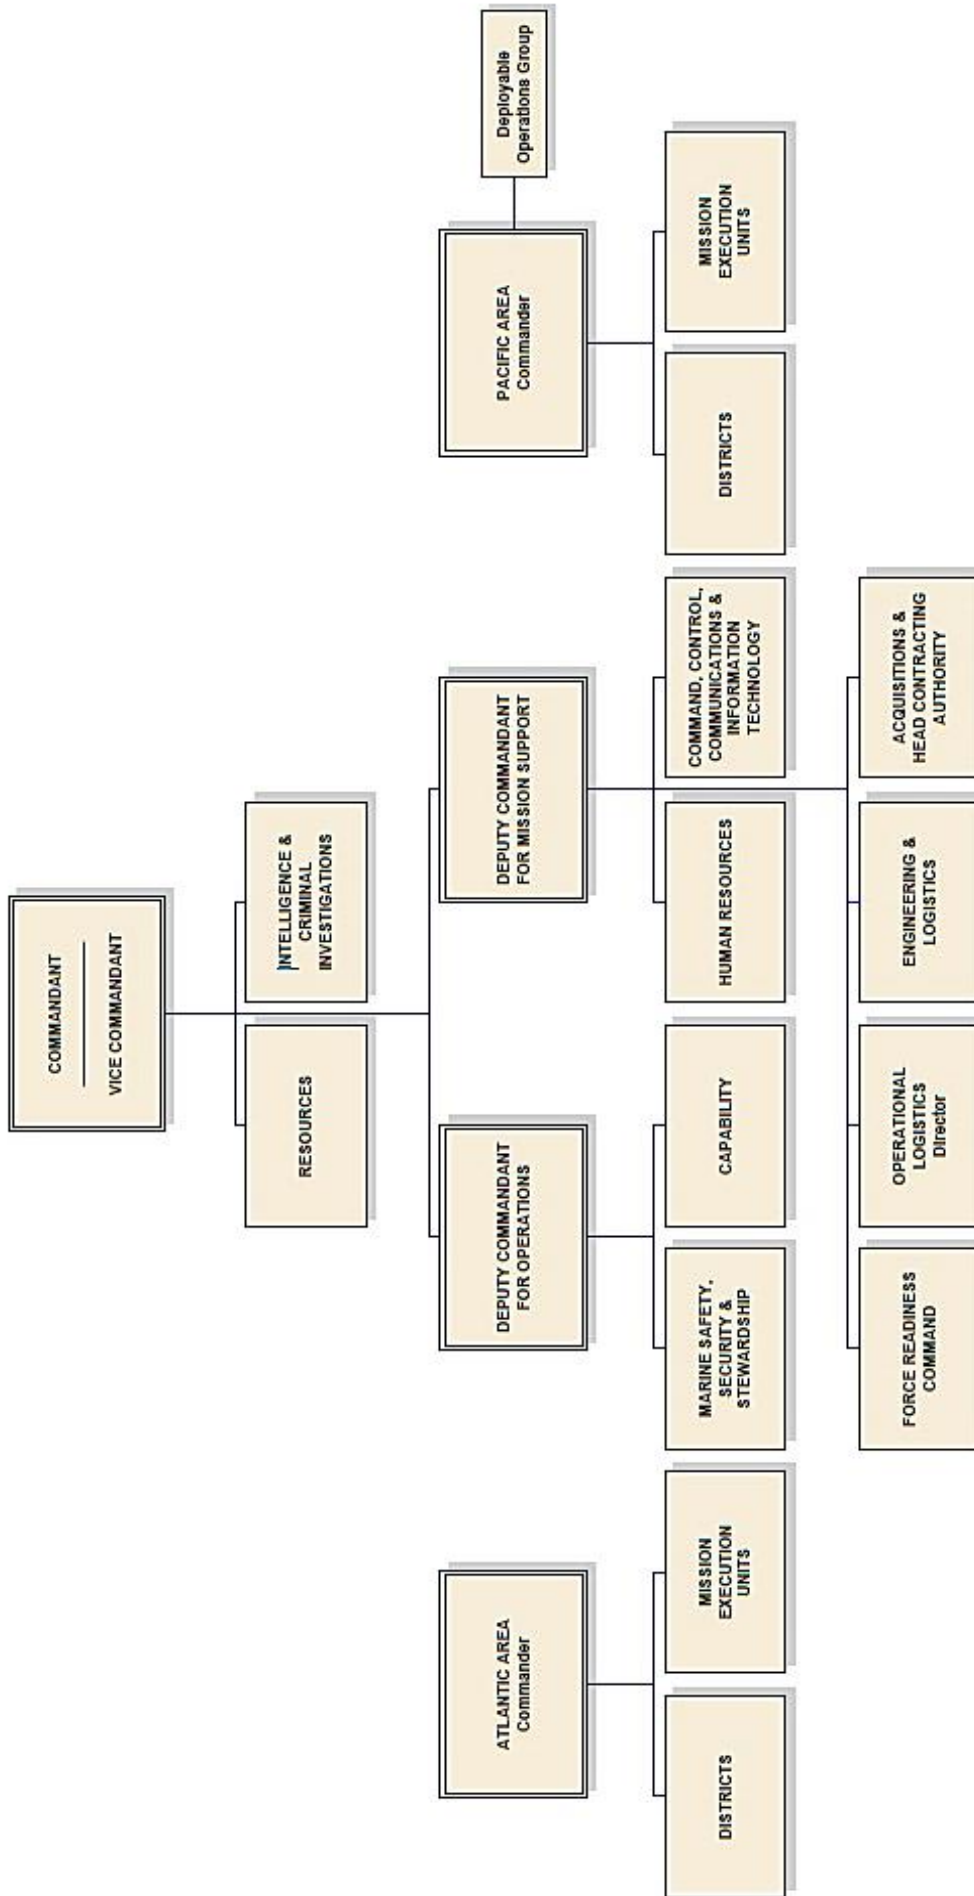 COMMANDANT
VICE COMMANDANT
RESOURCES
INTELLIGENCE &
CRIMINAL
INVESTIGATIONS
ATLANTIC AREA
Commander
DEPUTY COMMANDANT
FOR OPERATIONS
DEPUTY COMMANDANT
FOR MISSION SUPPORT
PACIFIC AREA
Commander
Deployable
Operations Group
DISTRICTS
MISSION
EXECUTION
UNITS
MARINE SAFETY,
SECURITY &
STEWARDSHIP
CAPABILITY
HUMAN RESOURCES
COMMAND, CONTROL,
COMMUNICATIONS &
INFORMATION
TECHNOLOGY
DISTRICTS
MISSION
EXECUTION
UNITS
FORCE READINESS
COMMAND
OPERATIONAL
LOGISTICS
Director
ENGINEERING &
LOGISTICS
ACQUISITIONS &
HEAD CONTRACTING
AUTHORITY